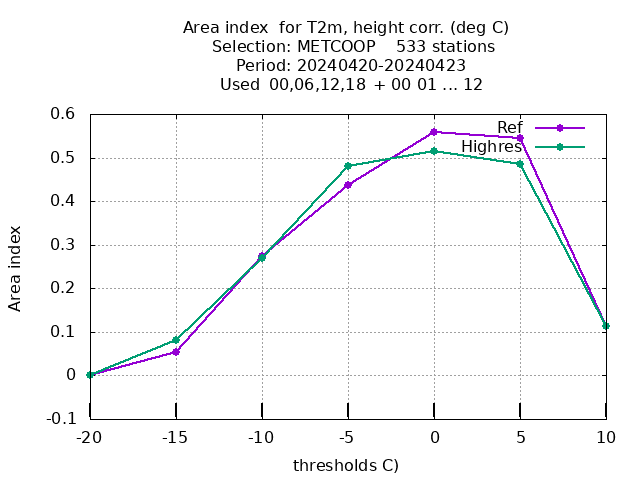 Area index  for T2m, height corr. (deg C)
Selection: METCOOP    533 stations
Period: 20240420-20240423
Used  00,06,12,18  + 00 01 ... 12
Ref
Highres
Area index
0.6
0.5
0.4
0.3
0.2
0.1
0
-0.1
-20
-15
-10
-5
0
5
10
thresholds C)